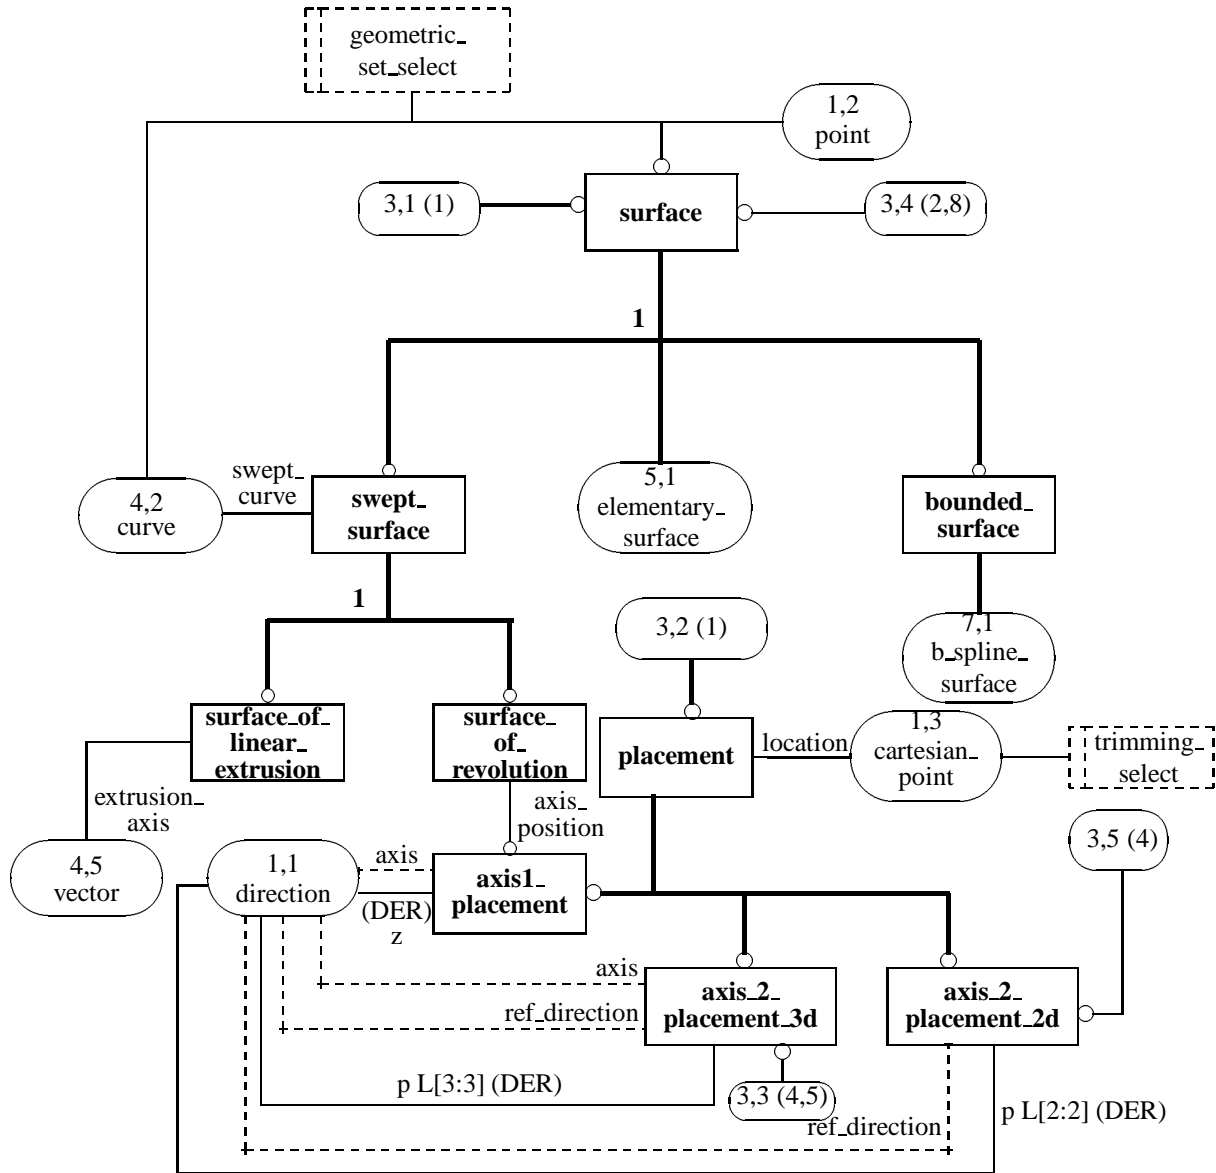 geometric_
set_select
1,2
point
3,1 (1)
surface
3,4 (2,8)
1
swept_
curve
4,2
curve
swept_
surface
5,1
elementary_
surface
bounded_
surface
1
3,2 (1)
7,1
b_spline_
surface
surface_of_
linear_
extrusion
surface_
of_
revolution
placement
location
1,3
cartesian_
point
trimming_
select
extrusion_
axis
axis_
position
3,5 (4)
4,5
vector
1,1
direction
axis
(DER)
z
axis1_
placement
axis
ref_direction
axis_2_
placement_3d
axis_2_
placement_2d
p L[3:3] (DER)
3,3 (4,5)
p L[2:2] (DER)
ref_direction